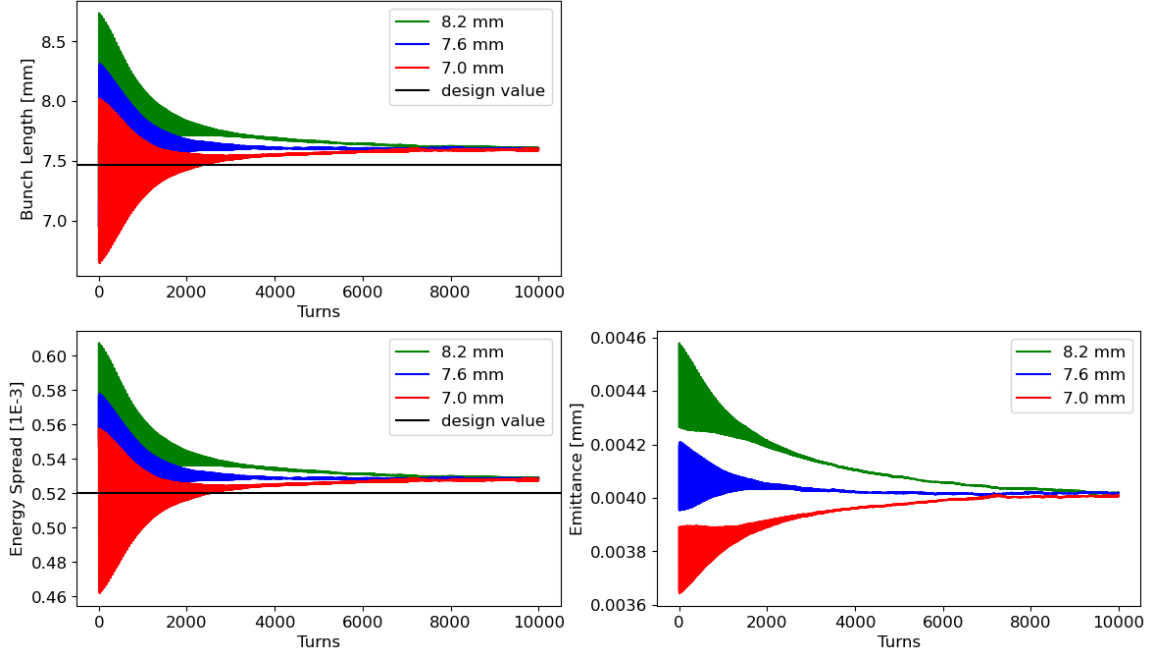 8.5
8.0
7.5
7.0
Bunch Length [mm]
8.2 mm
7.6 mm
7.0 mm
design value
0
2000
4000
6000
8000
10000
Turns
0.60
0.58
0.56
0.54
0.52
0.50
0.48
0.46
Energy Spread [1E-3]
8.2 mm
7.6 mm
7.0 mm
design value
0
2000
4000
6000
8000
10000
Turns
0.0046
0.0044
0.0042
0.0040
0.0038
0.0036
Emittance [mm]
8.2 mm
7.6 mm
7.0 mm
0
2000
4000
6000
8000
10000
Turns